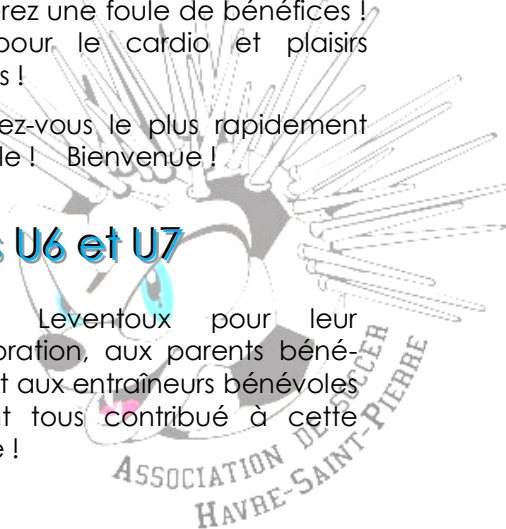 rez une foule de bénéfices !
pour le cardio et plaisirs
s !
ez-vous le plus rapidement
le ! Bienvenue !
s U6 et U7
Leventoux pour leur
oration, aux parents béné-
t aux entraîneurs bénévoles
nt tous contribué à cette
e !
ASSOCIATION DE SOCCER
HAVRE-SAINT-PIERRE